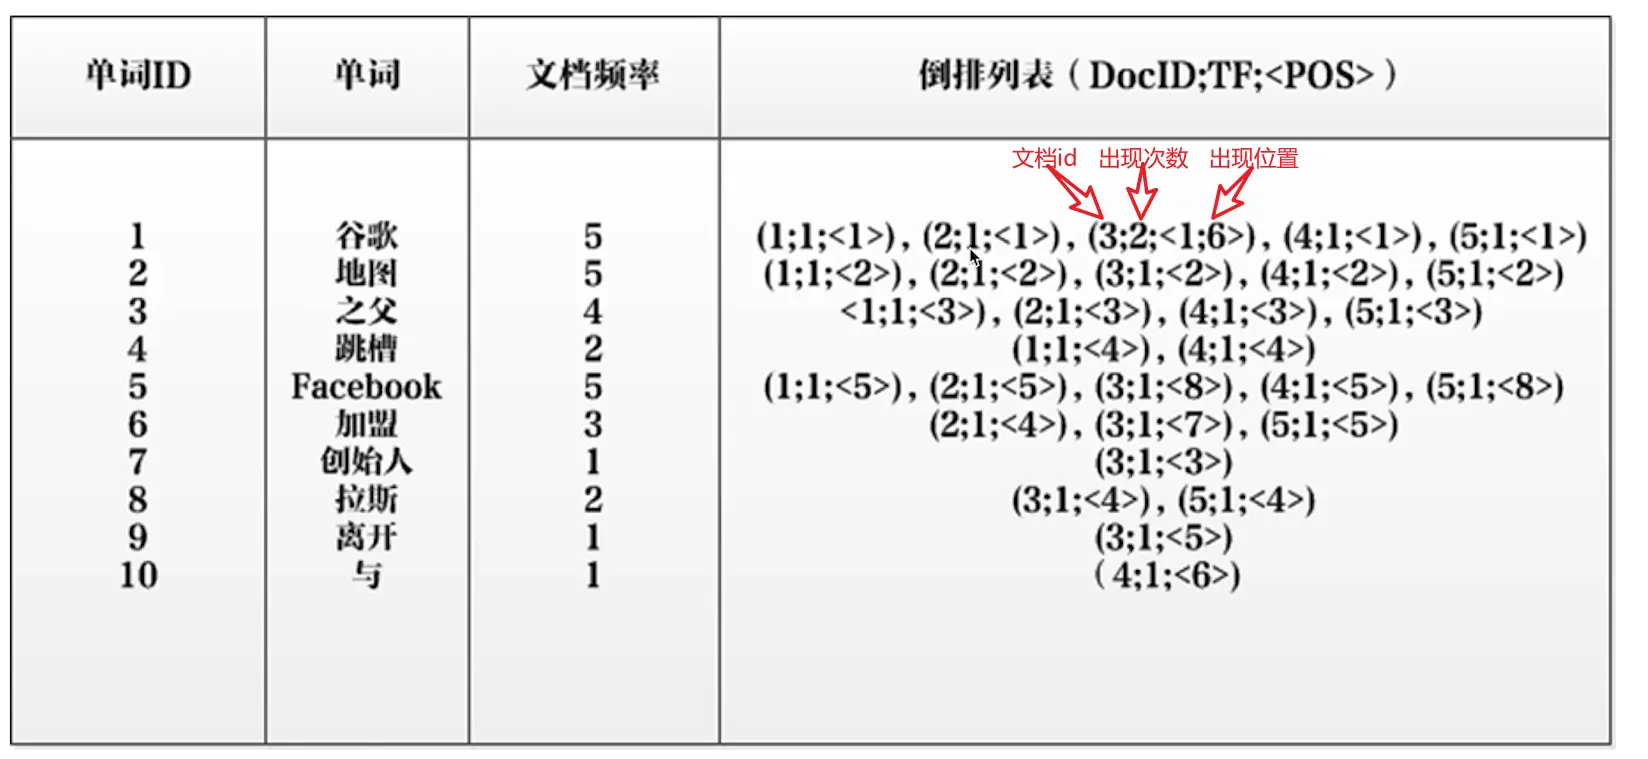 单词ID 单词 文档频率 倒排列表（DocID;TF;<POS>）
文档id 出现次数 出现位置
1 谷歌 5 (1;1;<1>), (2;1;<1>), (3;2;<1;6>), (4;1;<1>), (5;1;<1>)
2 地图 5 (1;1;<2>), (2;1;<2>), (3;1;<2>), (4;1;<2>), (5;1;<2>)
3 之父 4 <1;1;<3>), (2;1;<3>), (4;1;<3>), (5;1;<3>)
4 跳槽 2 (1;1;<4>), (4;1;<4>)
5 Facebook 5 (1;1;<5>), (2;1;<5>), (3;1;<8>), (4;1;<5>), (5;1;<8>)
6 加盟 3 (2;1;<4>), (3;1;<7>), (5;1;<5>)
7 创始人 1 (3;1;<3>)
8 拉斯 2 (3;1;<4>), (5;1;<4>)
9 离开 1 (3;1;<5>)
10 与 1 （4;1;<6>)